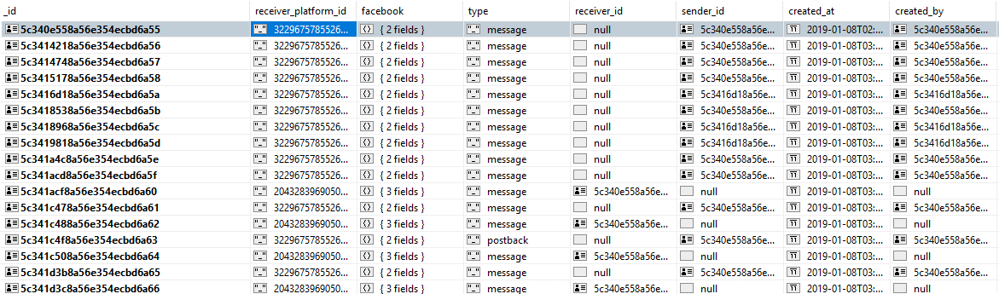 _id receiver_platform_id facebook type receiver_id sender_id created_at created_by
5c340e558a56e354ecbd6a55 3229675785526... { 2 fields } message null 5c340e558a56e... 2019-01-08T02:... 5c340e558a56e...
5c3414218a56e354ecbd6a56 3229675785526... { 2 fields } message null 5c340e558a56e... 2019-01-08T03:... 5c340e558a56e...
5c3414748a56e354ecbd6a57 3229675785526... { 2 fields } message null 5c340e558a56e... 2019-01-08T03:... 5c340e558a56e...
5c3415178a56e354ecbd6a58 3229675785526... { 2 fields } message null 5c340e558a56e... 2019-01-08T03:... 5c340e558a56e...
5c3416d18a56e354ecbd6a5a 3229675785526... { 2 fields } message null 5c3416d18a56e... 2019-01-08T03:... 5c3416d18a56e...
5c3418538a56e354ecbd6a5b 3229675785526... { 2 fields } message null 5c340e558a56e... 2019-01-08T03:... 5c340e558a56e...
5c3418968a56e354ecbd6a5c 3229675785526... { 2 fields } message null 5c3416d18a56e... 2019-01-08T03:... 5c3416d18a56e...
5c3419818a56e354ecbd6a5d 3229675785526... { 2 fields } message null 5c3416d18a56e... 2019-01-08T03:... 5c3416d18a56e...
5c341a4c8a56e354ecbd6a5e 3229675785526... { 2 fields } message null 5c340e558a56e... 2019-01-08T03:... 5c340e558a56e...
5c341acd8a56e354ecbd6a5f 3229675785526... { 2 fields } message null 5c340e558a56e... 2019-01-08T03:... 5c340e558a56e...
5c341acf8a56e354ecbd6a60 2043283969050... { 3 fields } message 5c340e558a56e... null 2019-01-08T03:... null
5c341c478a56e354ecbd6a61 3229675785526... { 2 fields } message null 5c340e558a56e... 2019-01-08T03:... 5c340e558a56e...
5c341c488a56e354ecbd6a62 2043283969050... { 3 fields } message 5c340e558a56e... null 2019-01-08T03:... null
5c341c4f8a56e354ecbd6a63 3229675785526... { 2 fields } postback null 5c340e558a56e... 2019-01-08T03:... 5c340e558a56e...
5c341c508a56e354ecbd6a64 2043283969050... { 3 fields } message 5c340e558a56e... null 2019-01-08T03:... null
5c341d3b8a56e354ecbd6a65 3229675785526... { 2 fields } message null 5c340e558a56e... 2019-01-08T03:... 5c340e558a56e...
5c341d3c8a56e354ecbd6a66 2043283969050... { 3 fields } message 5c340e558a56e... null 2019-01-08T03:... null